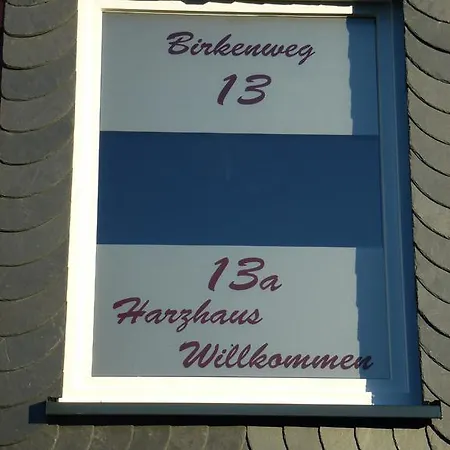 Birkenweg
13
13a
Harzhaus
Willkommen